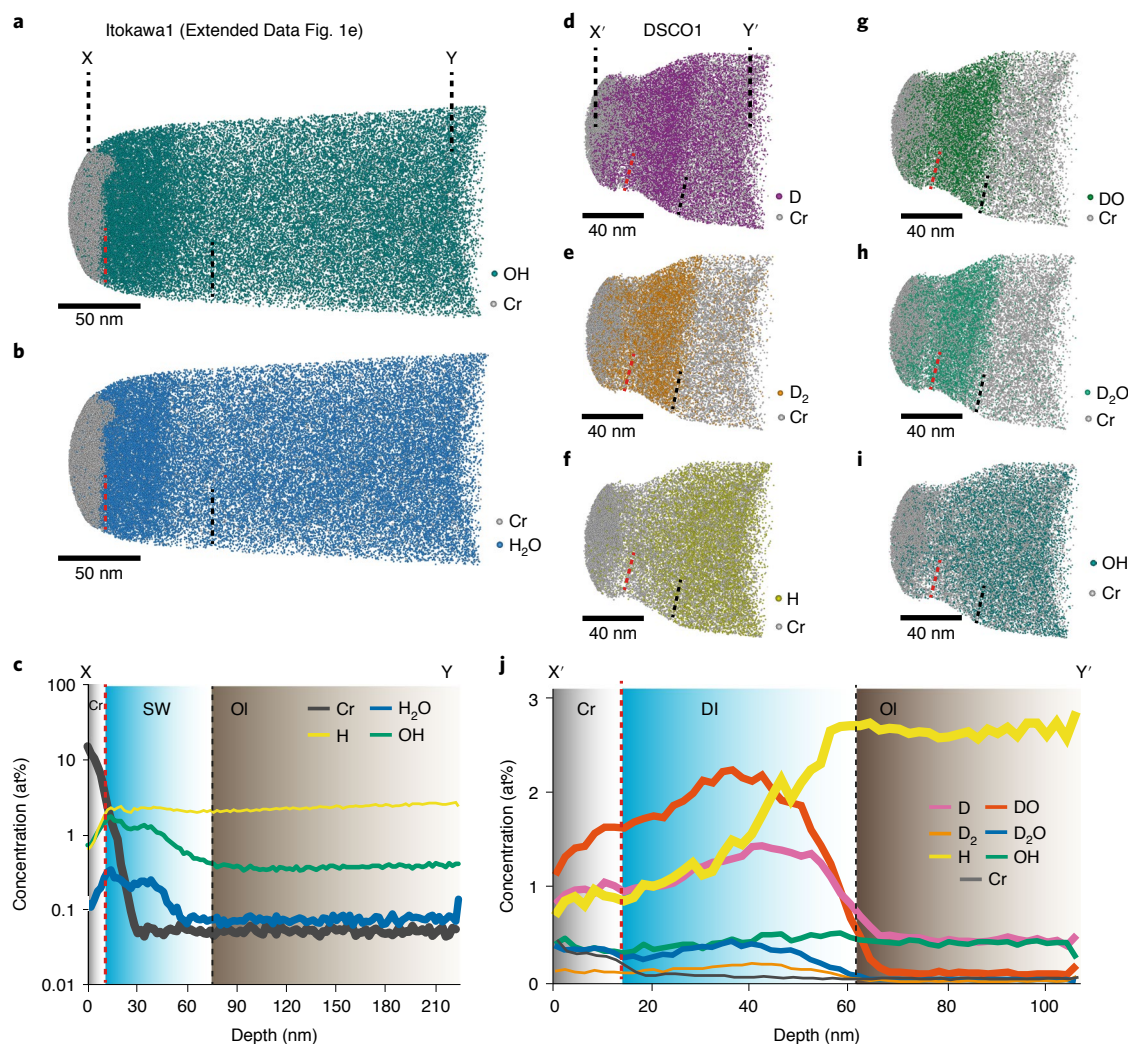 a
Itokawa1 (Extended Data Fig. 1e)
X
Y
OH
Cr
50 nm
b
Cr
H₂O
50 nm
c
X
Y
Cr
SW
Ol
Cr
H₂O
H
OH
100
10
1
0.1
0.01
Concentration (at%)
0
30
60
90
120
150
180
210
Depth (nm)
d
X′
DSCO1
Y′
D
Cr
40 nm
e
D₂
Cr
40 nm
f
H
Cr
40 nm
g
DO
Cr
40 nm
h
D₂O
Cr
40 nm
i
OH
Cr
40 nm
j
X′
Y′
Cr
DI
Ol
D
DO
D₂
D₂O
H
OH
Cr
3
2
1
0
Concentration (at%)
0
20
40
60
80
100
Depth (nm)